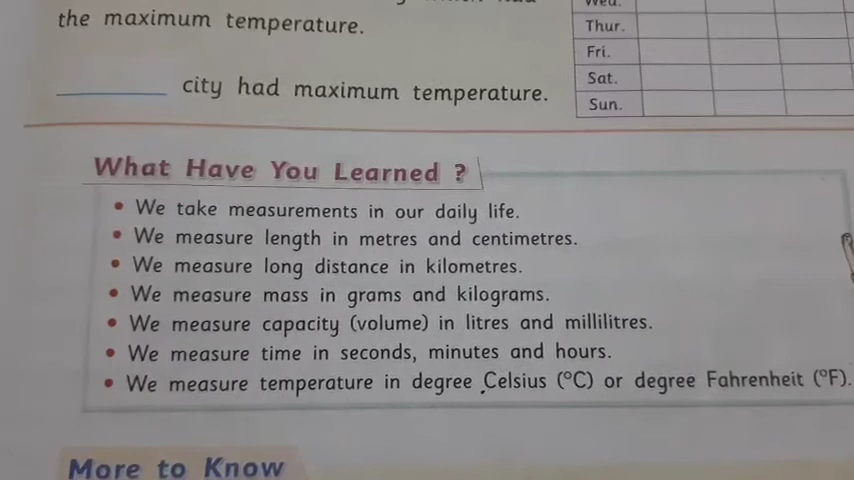 the maximum temperature.
city had maximum temperature.
Wed.
Thur.
Fri.
Sat.
Sun.
What Have You Learned ?
• We take measurements in our daily life.
• We measure length in metres and centimetres.
• We measure long distance in kilometres.
• We measure mass in grams and kilograms.
• We measure capacity (volume) in litres and millilitres.
• We measure time in seconds, minutes and hours.
• We measure temperature in degree Celsius (°C) or degree Fahrenheit (°F).
More to Know